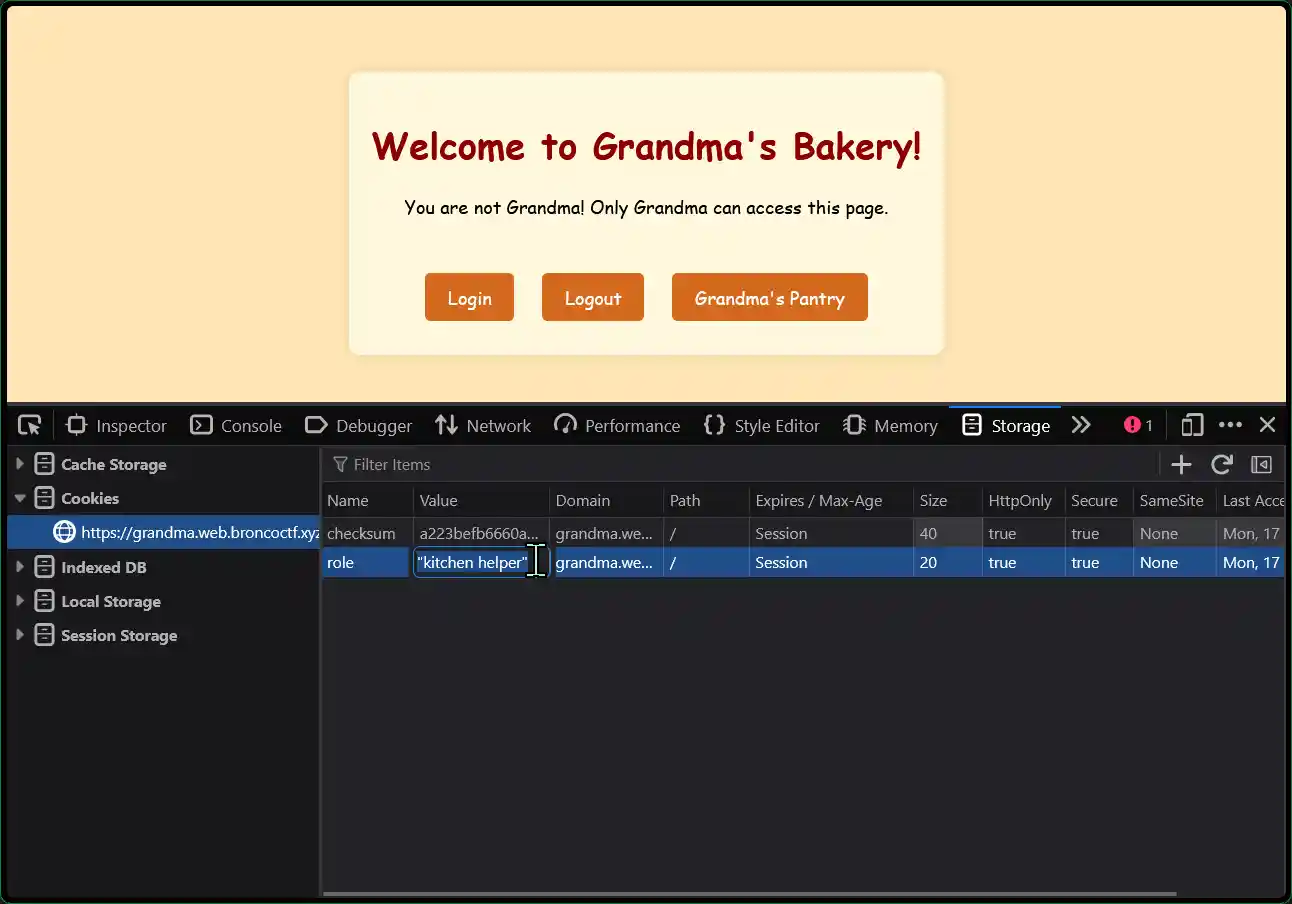 Welcome to Grandma's Bakery!
You are not Grandma! Only Grandma can access this page.
Login Logout Grandma's Pantry
Inspector Console Debugger Network Performance {} Style Editor Memory Storage 1
Cache Storage
Cookies
https://grandma.web.broncoctf.xyz
Indexed DB
Local Storage
Session Storage
Filter Items
Name Value Domain Path Expires / Max-Age Size HttpOnly Secure SameSite Last Acce
checksum a223befb6660a... grandma.we... / Session 40 true true None Mon, 17
role "kitchen helper" grandma.we... / Session 20 true true None Mon, 17